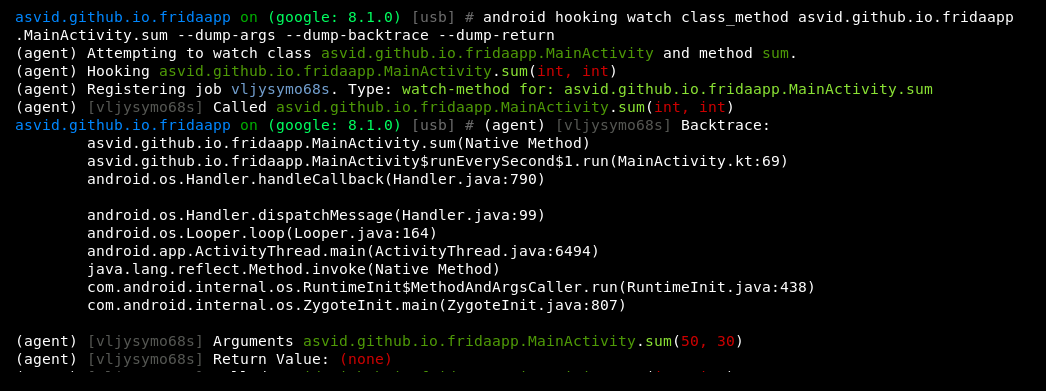 asvid.github.io.fridaapp on (google: 8.1.0) [usb] # android hooking watch class_method asvid.github.io.fridaapp
.MainActivity.sum --dump-args --dump-backtrace --dump-return
(agent) Attempting to watch class asvid.github.io.fridaapp.MainActivity and method sum.
(agent) Hooking asvid.github.io.fridaapp.MainActivity.sum(int, int)
(agent) Registering job vljysymo68s. Type: watch-method for: asvid.github.io.fridaapp.MainActivity.sum
(agent) [vljysymo68s] Called asvid.github.io.fridaapp.MainActivity.sum(int, int)
asvid.github.io.fridaapp on (google: 8.1.0) [usb] # (agent) [vljysymo68s] Backtrace:
asvid.github.io.fridaapp.MainActivity.sum(Native Method)
asvid.github.io.fridaapp.MainActivity$runEverySecond$1.run(MainActivity.kt:69)
android.os.Handler.handleCallback(Handler.java:790)
android.os.Handler.dispatchMessage(Handler.java:99)
android.os.Looper.loop(Looper.java:164)
android.app.ActivityThread.main(ActivityThread.java:6494)
java.lang.reflect.Method.invoke(Native Method)
com.android.internal.os.RuntimeInit$MethodAndArgsCaller.run(RuntimeInit.java:438)
com.android.internal.os.ZygoteInit.main(ZygoteInit.java:807)
(agent) [vljysymo68s] Arguments asvid.github.io.fridaapp.MainActivity.sum(50, 30)
(agent) [vljysymo68s] Return Value: (none)